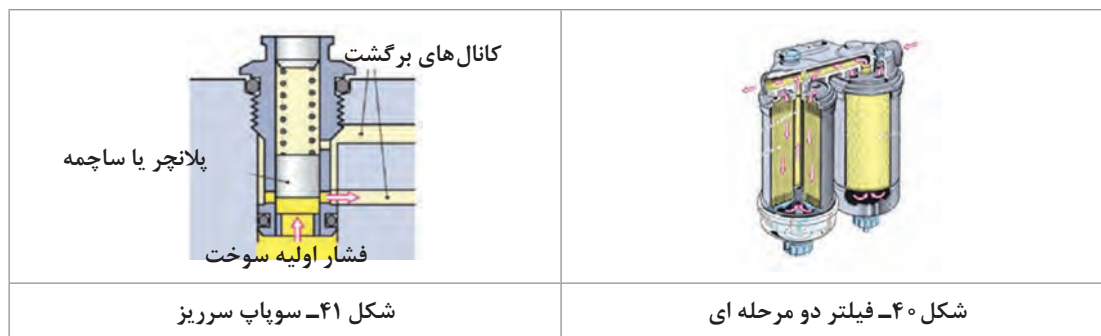 کانال‌های برگشت
پلانچر یا ساچمه
فشار اولیه سوخت
شکل ۴۰ـ فیلتر دو مرحله ای
شکل ۴۱ـ سوپاپ سرریز